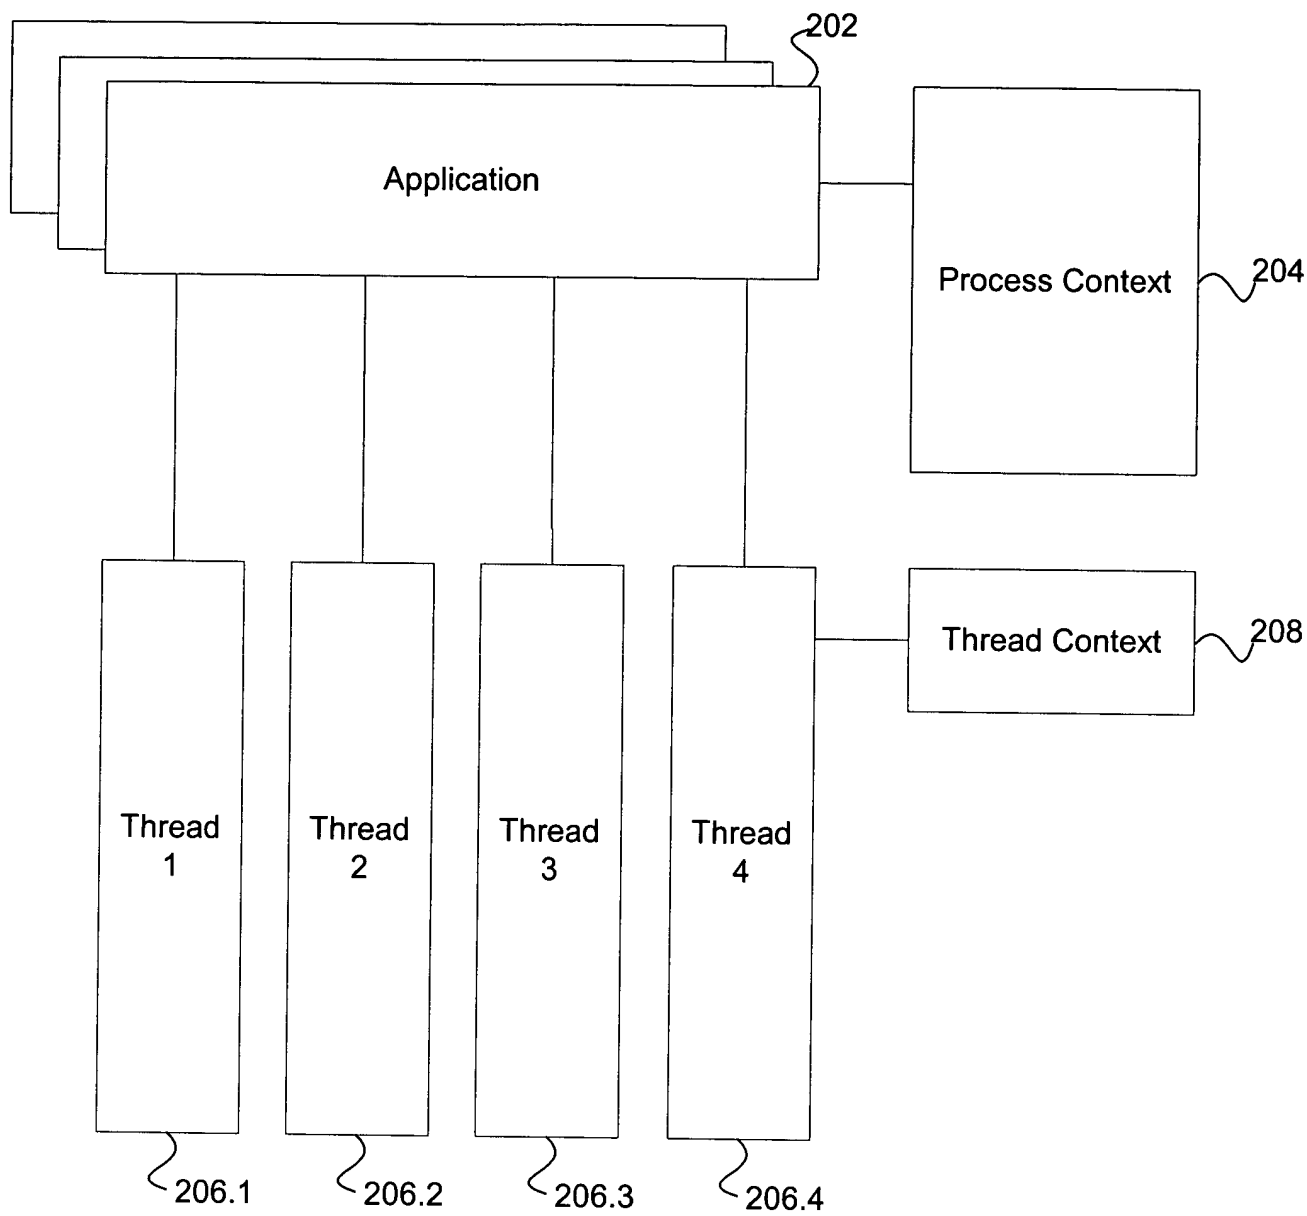 202
Application
Process Context
204
Thread Context
208
Thread
1
Thread
2
Thread
3
Thread
4
206.1
206.2
206.3
206.4